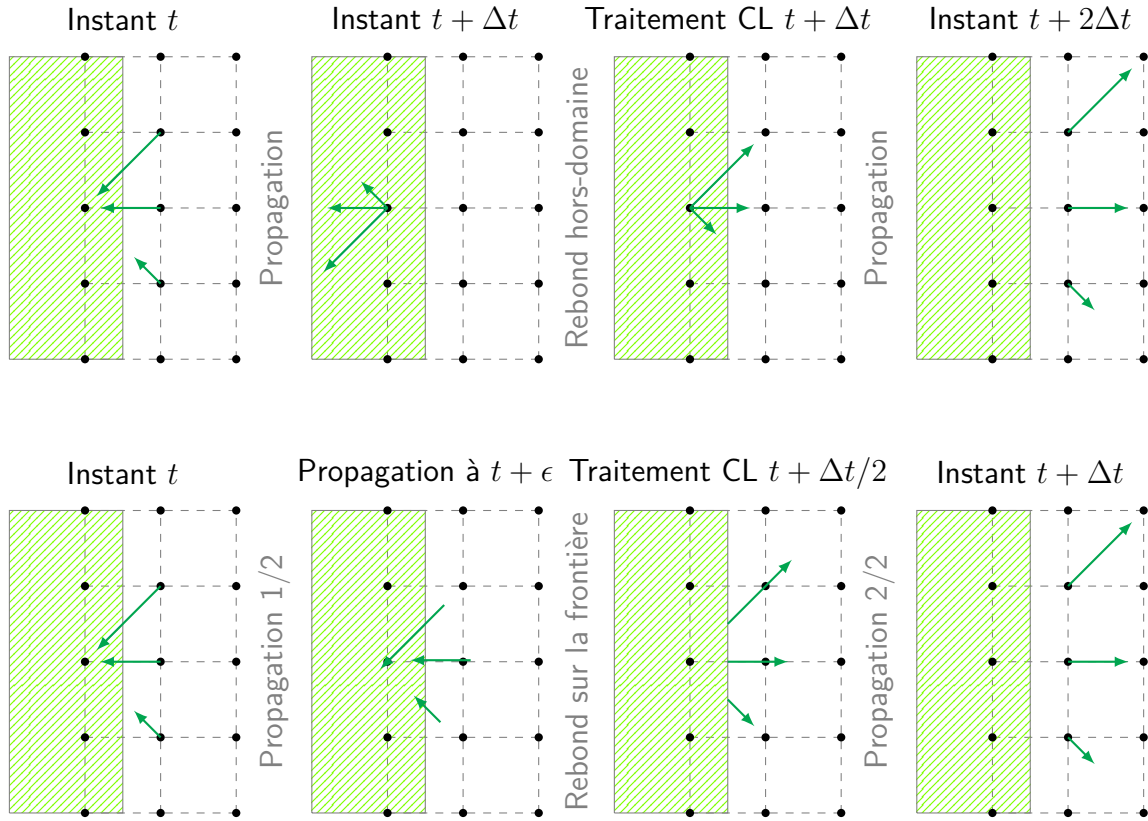 Instant t
Instant t + Δt
Traitement CL t + Δt
Instant t + 2Δt
Propagation
Rebond hors-domaine
Propagation
Instant t
Propagation à t + ϵ
Traitement CL t + Δt/2
Instant t + Δt
Propagation 1/2
Rebond sur la frontière
Propagation 2/2